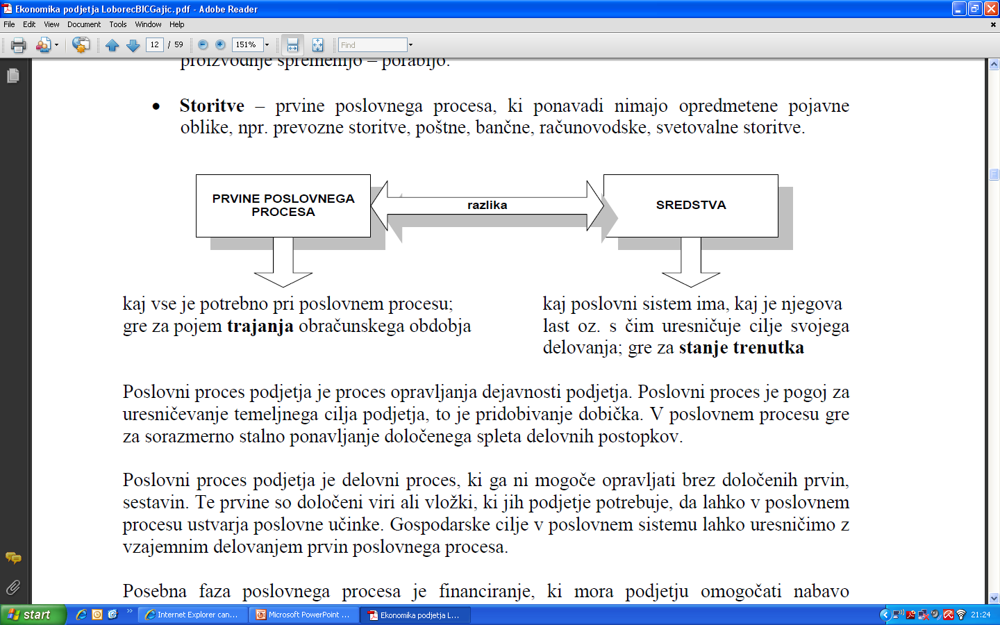 Ekonomika podjetja LoborecBICGajic.pdf - Adobe Reader
File Edit View Document Tools Window Help
12 / 59 151% Find
proizvodnje spremenijo – porabijo.
• Storitve – prvine poslovnega procesa, ki ponavadi nimajo opredmetene pojavne
oblike, npr. prevozne storitve, poštne, bančne, računovodske, svetovalne storitve.
PRVINE POSLOVNEGA
PROCESA
razlika
SREDSTVA
kaj vse je potrebno pri poslovnem procesu;
gre za pojem trajanja obračunskega obdobja
kaj poslovni sistem ima, kaj je njegova
last oz. s čim uresničuje cilje svojega
delovanja; gre za stanje trenutka
Poslovni proces podjetja je proces opravljanja dejavnosti podjetja. Poslovni proces je pogoj za
uresničevanje temeljnega cilja podjetja, to je pridobivanje dobička. V poslovnem procesu gre
za sorazmerno stalno ponavljanje določenega spleta delovnih postopkov.
Poslovni proces podjetja je delovni proces, ki ga ni mogoče opravljati brez določenih prvin,
sestavin. Te prvine so določeni viri ali vložki, ki jih podjetje potrebuje, da lahko v poslovnem
procesu ustvarja poslovne učinke. Gospodarske cilje v poslovnem sistemu lahko uresničimo z
vzajemnim delovanjem prvin poslovnega procesa.
Posebna faza poslovnega procesa je financiranje, ki mora podjetju omogočati nabavo
start Internet Explorer can... Microsoft PowerPoint ... Ekonomika podjetja L... 21:24